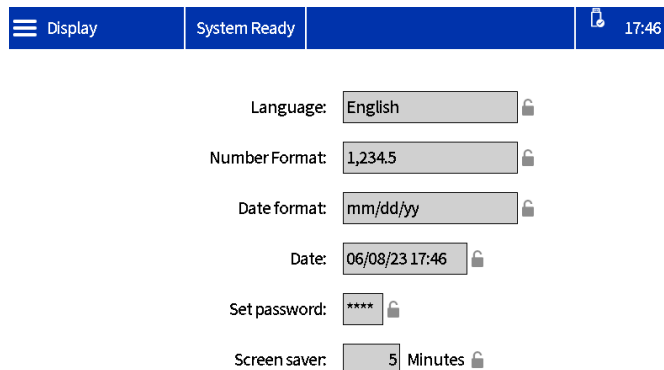 Display System Ready 17:46
Language: English
Number Format: 1,234.5
Date format: mm/dd/yy
Date: 06/08/23 17:46
Set password: ****
Screen saver: 5 Minutes